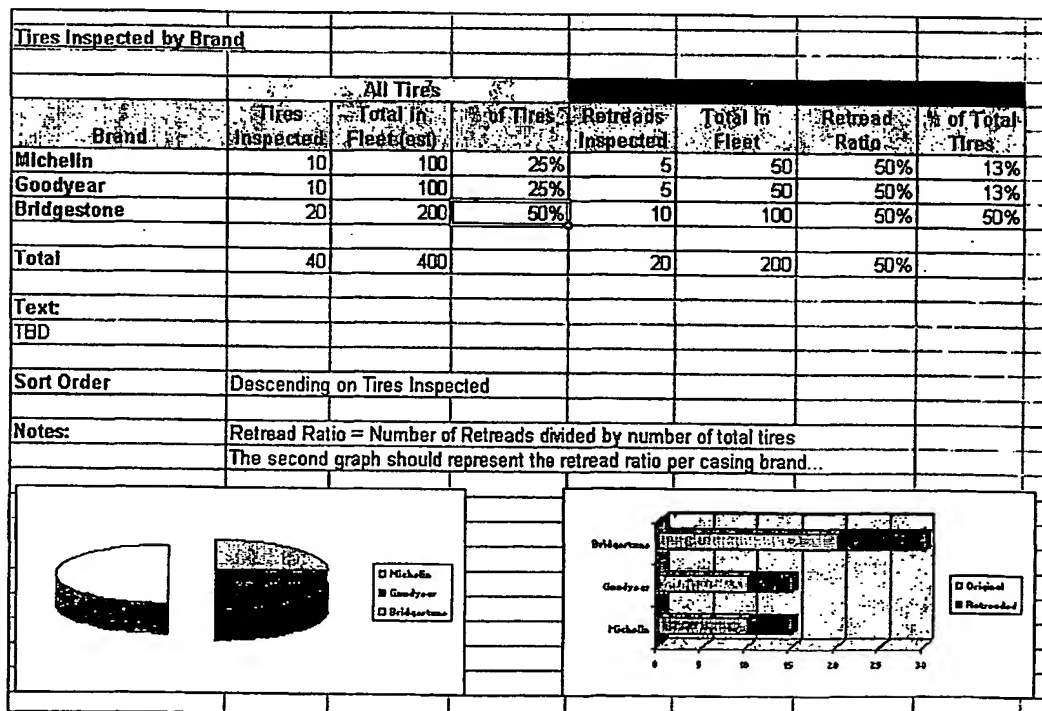 Tires Inspected by Brand
All Tires
Brand Tires Inspected Total in Fleet(est) % of Tires Retreads Inspected Total in Fleet Retread Ratio % of Total Tires
Michelin 10 100 25% 5 50 50% 13%
Goodyear 10 100 25% 5 50 50% 13%
Bridgestone 20 200 50% 10 100 50% 50%
Total 40 400 20 200 50%
Text:
TBD
Sort Order Descending on Tires Inspected
Notes: Retread Ratio = Number of Retreads divided by number of total tires
The second graph should represent the retread ratio per casing brand...
Michelin
Goodyear
Bridgestone
Bridgestone
Goodyear
Michelin
0 5 10 15 20 25 30
Original
Retreaded